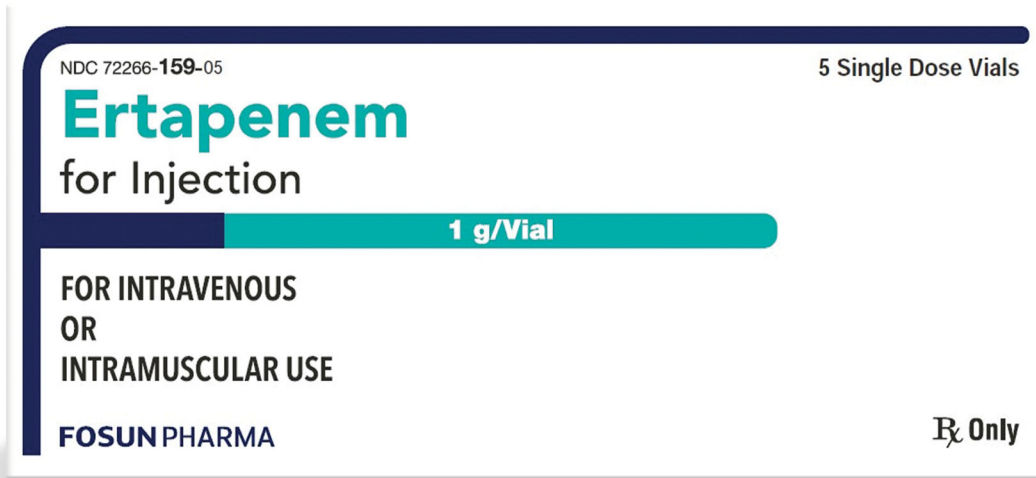 NDC 72266-159-05
5 Single Dose Vials
Ertapenem
for Injection
1 g/Vial
FOR INTRAVENOUS
OR
INTRAMUSCULAR USE
FOSUN PHARMA
℞ Only